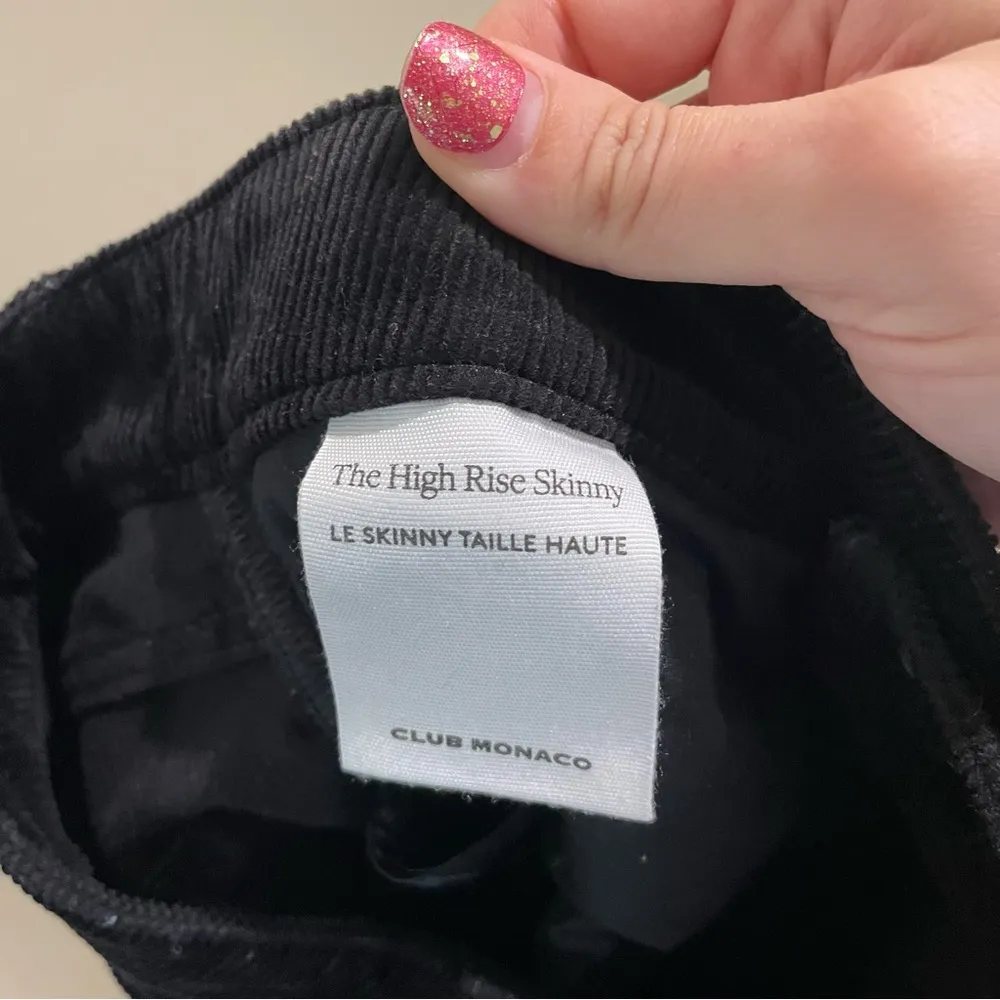 The High Rise Skinny
LE SKINNY TAILLE HAUTE
CLUB MONACO